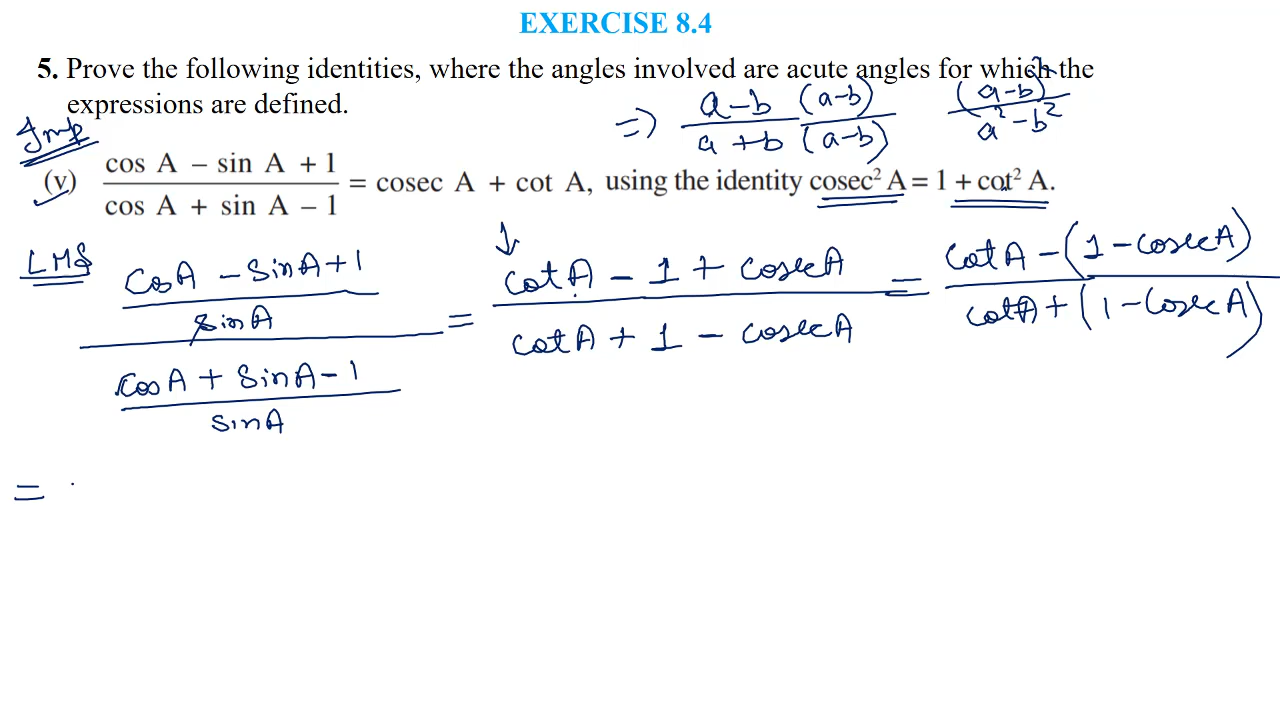 EXERCISE 8.4
5. Prove the following identities, where the angles involved are acute angles for which the
expressions are defined.
=> (a – b)/(a + b) (a–b)/(a–b) (a–b)²/(a² – b²)
Imp
(v) (cos A – sin A + 1)/(cos A + sin A – 1) = cosec A + cot A, using the identity cosec² A = 1 + cot² A.
LHS
((cosA – sinA + 1)/sinA)/((cosA + sinA – 1)/sinA) = (cotA – 1 + cosecA)/(cotA + 1 – cosecA) = (cotA – (1 – cosecA))/(cotA + (1 – cosecA))
=